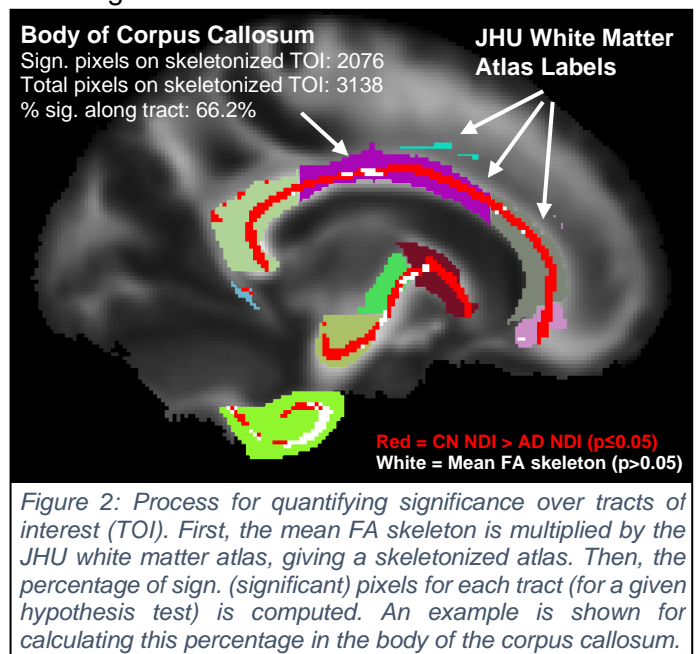 Body of Corpus Callosum
Sign. pixels on skeletonized TOI: 2076
Total pixels on skeletonized TOI: 3138
% sig. along tract: 66.2%
JHU White Matter
Atlas Labels
Red = CN NDI > AD NDI (p≤0.05)
White = Mean FA skeleton (p>0.05)
Figure 2: Process for quantifying significance over tracts of
interest (TOI). First, the mean FA skeleton is multiplied by the
JHU white matter atlas, giving a skeletonized atlas. Then, the
percentage of sign. (significant) pixels for each tract (for a given
hypothesis test) is computed. An example is shown for
calculating this percentage in the body of the corpus callosum.